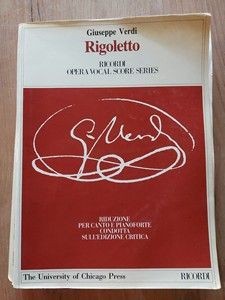 Giuseppe Verdi
Rigoletto
RICORDI
OPERA VOCAL SCORE SERIES
G. Verdi
RIDUZIONE
PER CANTO E PIANOFORTE
CONDOTTA
SULL'EDIZIONE CRITICA
The University of Chicago Press RICORDI